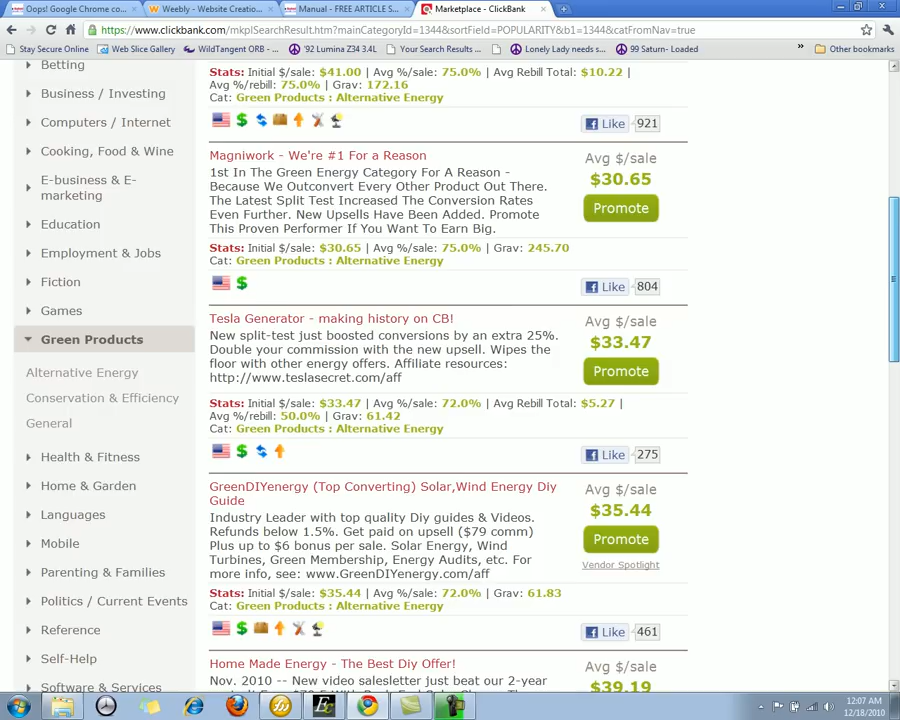 Oops! Google Chrome co...
Weebly - Website Creatio...
Manual - FREE ARTICLE S...
Marketplace - ClickBank
https://www.clickbank.com/mkplSearchResult.htm?mainCategoryId=1344&sortField=POPULARITY&b1=1344&catFromNav=true
Stay Secure Online
Web Slice Gallery
WildTangent ORB - ...
'92 Lumina Z34 3.4L
Your Search Results ...
Lonely Lady needs s...
99 Saturn- Loaded
»
Other bookmarks
Betting
Business / Investing
Computers / Internet
Cooking, Food & Wine
E-business & E-
marketing
Education
Employment & Jobs
Fiction
Games
Green Products
Alternative Energy
Conservation & Efficiency
General
Health & Fitness
Home & Garden
Languages
Mobile
Parenting & Families
Politics / Current Events
Reference
Self-Help
Software & Services
Stats: Initial $/sale: $41.00 | Avg %/sale: 75.0% | Avg Rebill Total: $10.22 |
Avg %/rebill: 75.0% | Grav: 172.16
Cat: Green Products : Alternative Energy
Like 921
Magniwork - We're #1 For a Reason
1st In The Green Energy Category For A Reason -
Because We Outconvert Every Other Product Out There.
The Latest Split Test Increased The Conversion Rates
Even Further. New Upsells Have Been Added. Promote
This Proven Performer If You Want To Earn Big.
Avg $/sale
$30.65
Promote
Stats: Initial $/sale: $30.65 | Avg %/sale: 75.0% | Grav: 245.70
Cat: Green Products : Alternative Energy
Like 804
Tesla Generator - making history on CB!
New split-test just boosted conversions by an extra 25%.
Double your commission with the new upsell. Wipes the
floor with other energy offers. Affiliate resources:
http://www.teslasecret.com/aff
Avg $/sale
$33.47
Promote
Stats: Initial $/sale: $33.47 | Avg %/sale: 72.0% | Avg Rebill Total: $5.27 |
Avg %/rebill: 50.0% | Grav: 61.42
Cat: Green Products : Alternative Energy
Like 275
GreenDIYenergy (Top Converting) Solar,Wind Energy Diy
Guide
Industry Leader with top quality Diy guides & Videos.
Refunds below 1.5%. Get paid on upsell ($79 comm)
Plus up to $6 bonus per sale. Solar Energy, Wind
Turbines, Green Membership, Energy Audits, etc. For
more info, see: www.GreenDIYenergy.com/aff
Avg $/sale
$35.44
Promote
Vendor Spotlight
Stats: Initial $/sale: $35.44 | Avg %/sale: 72.0% | Grav: 61.83
Cat: Green Products : Alternative Energy
Like 461
Home Made Energy - The Best Diy Offer!
Nov. 2010 -- New video salesletter just beat our 2-year
Avg $/sale
$39.19
12:07 AM
12/18/2010